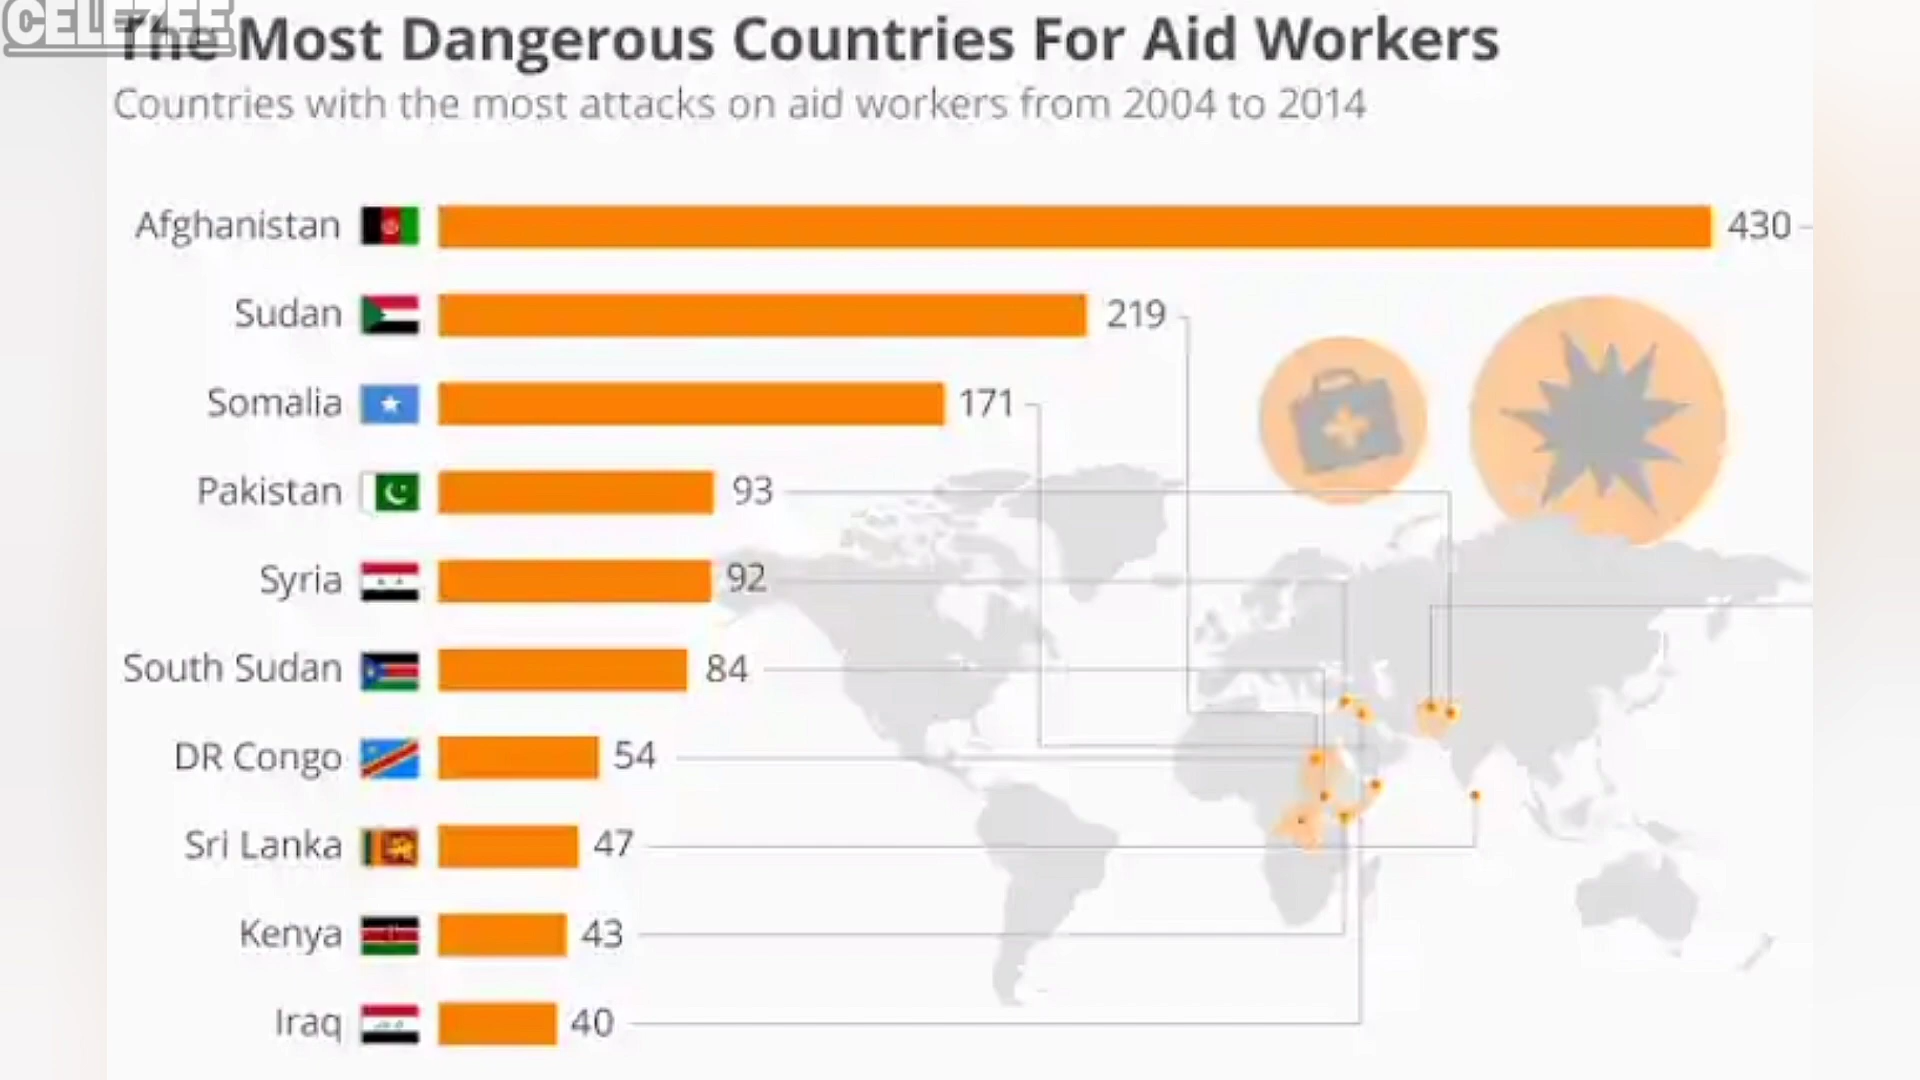 CELEZEE
The Most Dangerous Countries For Aid Workers
Countries with the most attacks on aid workers from 2004 to 2014
Afghanistan 430
Sudan 219
Somalia 171
Pakistan 93
Syria 92
South Sudan 84
DR Congo 54
Sri Lanka 47
Kenya 43
Iraq 40